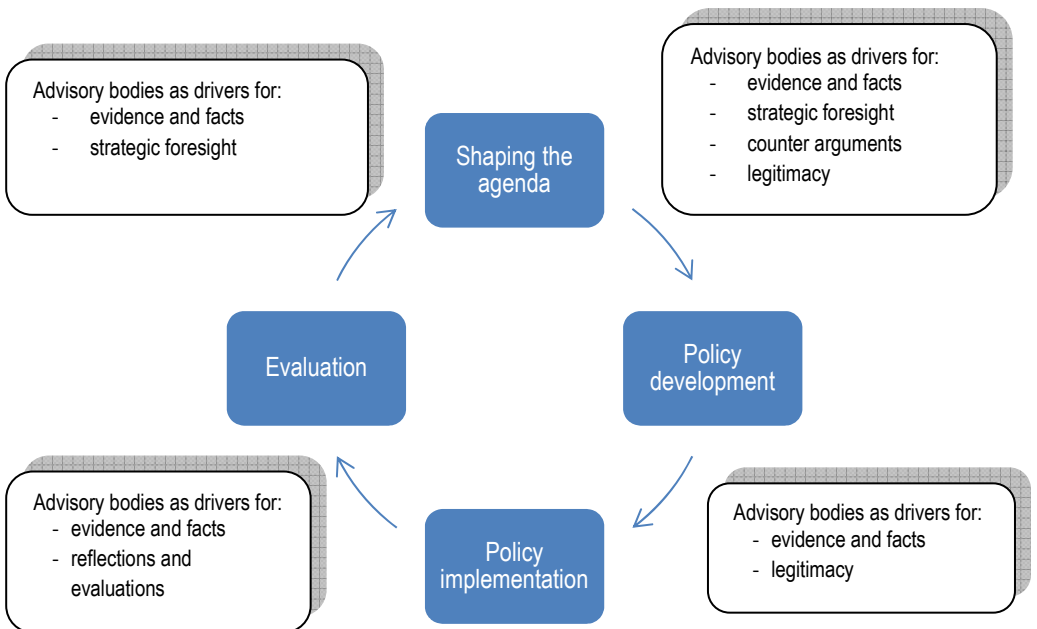 Advisory bodies as drivers for:
- evidence and facts
- strategic foresight
Advisory bodies as drivers for:
- evidence and facts
- strategic foresight
- counter arguments
- legitimacy
Shaping the
agenda
Evaluation
Policy
development
Advisory bodies as drivers for:
- evidence and facts
- reflections and
evaluations
Policy
implementation
Advisory bodies as drivers for:
- evidence and facts
- legitimacy